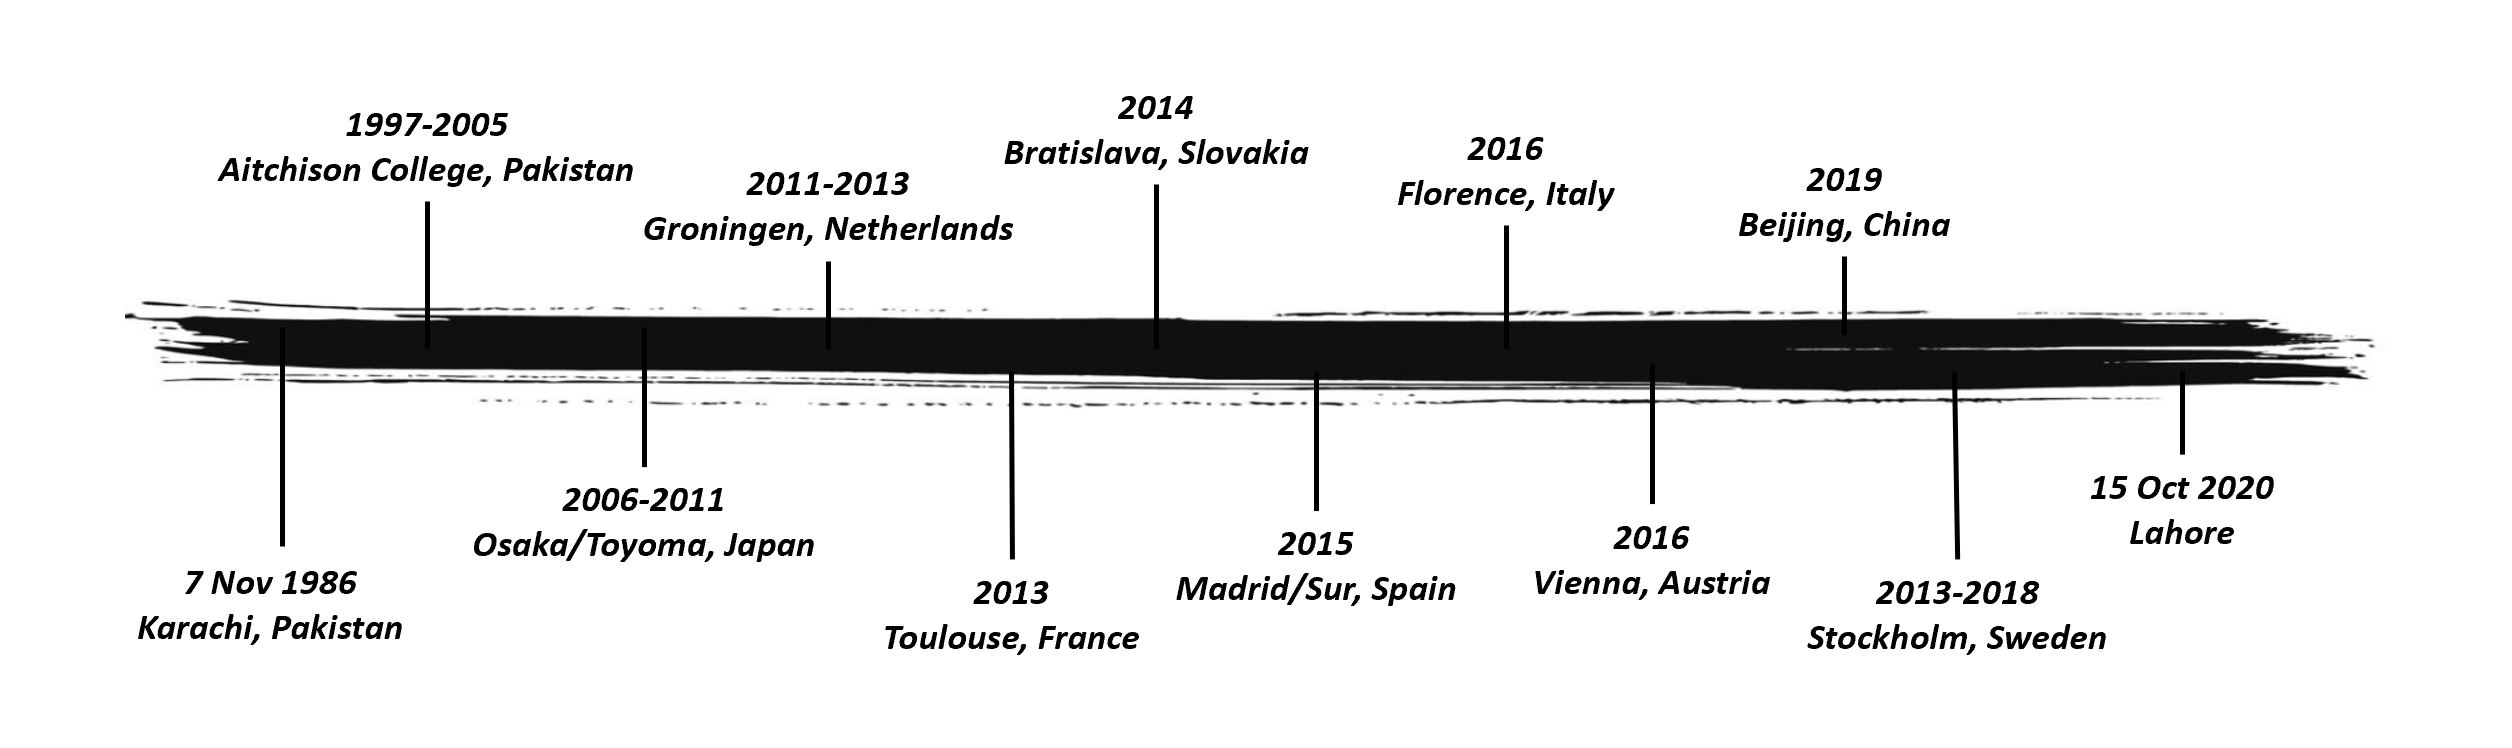 1997-2005
Aitchison College, Pakistan
2011-2013
Groningen, Netherlands
2014
Bratislava, Slovakia
2016
Florence, Italy
2019
Beijing, China
7 Nov 1986
Karachi, Pakistan
2006-2011
Osaka/Toyoma, Japan
2013
Toulouse, France
2015
Madrid/Sur, Spain
2016
Vienna, Austria
2013-2018
Stockholm, Sweden
15 Oct 2020
Lahore